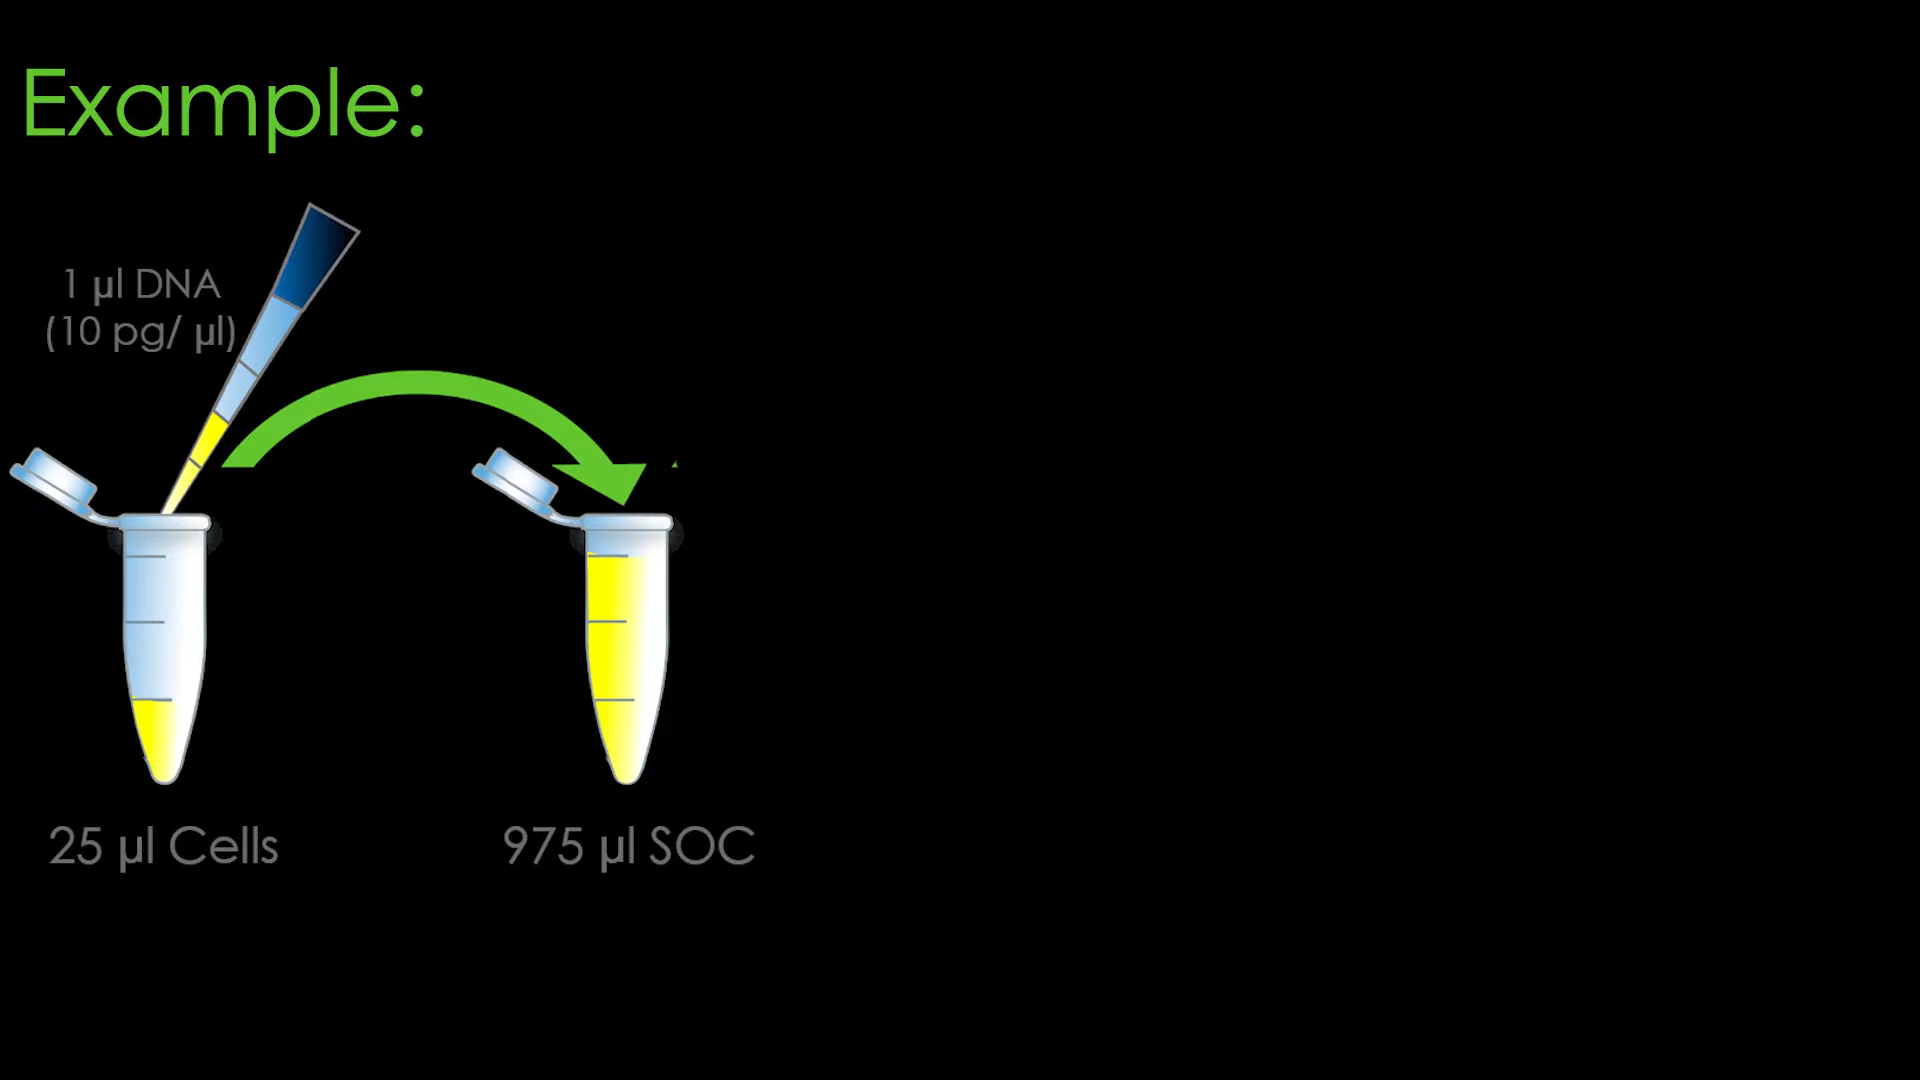 Example:
1 µl DNA
(10 pg/ µl)
25 µl Cells
975 µl SOC